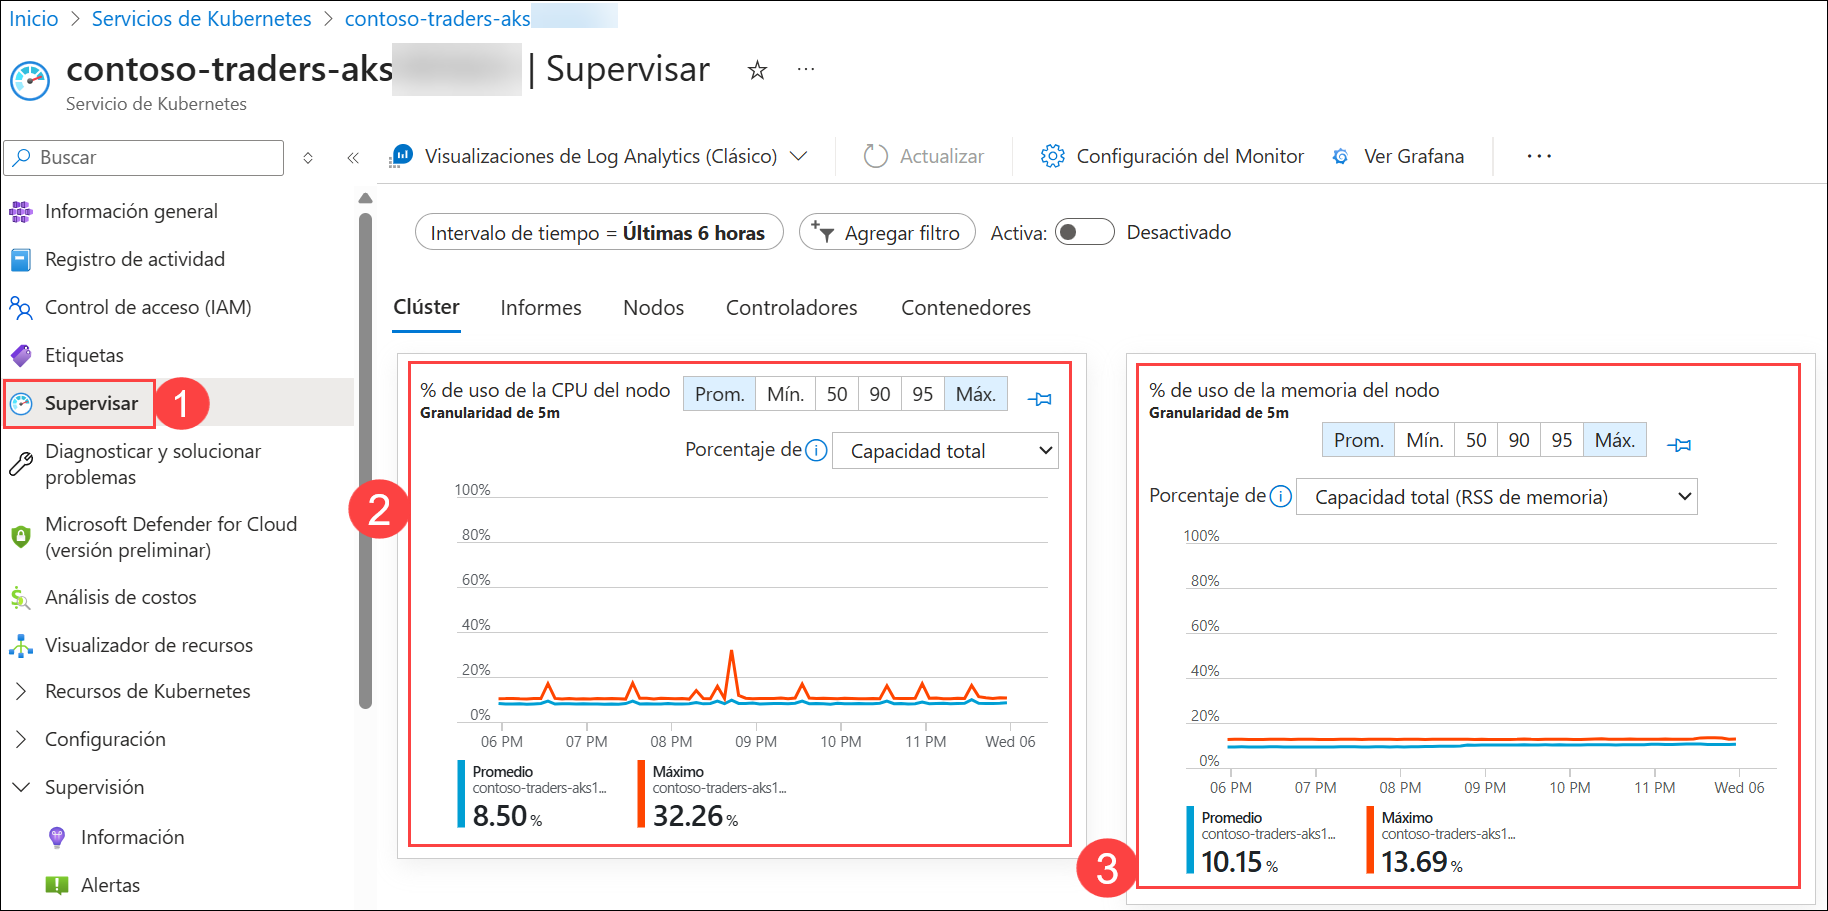 Inicio > Servicios de Kubernetes > contoso-traders-aks
contoso-traders-aks | Supervisar
Servicio de Kubernetes
Buscar
Visualizaciones de Log Analytics (Clásico)
Actualizar
Configuración del Monitor
Ver Grafana
Información general
Registro de actividad
Control de acceso (IAM)
Etiquetas
Supervisar
1
Diagnosticar y solucionar
problemas
Microsoft Defender for Cloud
(versión preliminar)
Análisis de costos
Visualizador de recursos
Recursos de Kubernetes
Configuración
Supervisión
Información
Alertas
Intervalo de tiempo = Últimas 6 horas
Agregar filtro
Activa: Desactivado
Clúster Informes Nodos Controladores Contenedores
2
% de uso de la CPU del nodo
Granularidad de 5m
Prom. Mín. 50 90 95 Máx.
Porcentaje de Capacidad total
100%
80%
60%
40%
20%
0%
06 PM 07 PM 08 PM 09 PM 10 PM 11 PM Wed 06
Promedio
contoso-traders-aks1...
8.50 %
Máximo
contoso-traders-aks1...
32.26 %
3
% de uso de la memoria del nodo
Granularidad de 5m
Prom. Mín. 50 90 95 Máx.
Porcentaje de Capacidad total (RSS de memoria)
100%
80%
60%
40%
20%
0%
06 PM 07 PM 08 PM 09 PM 10 PM 11 PM Wed 06
Promedio
contoso-traders-aks1...
10.15 %
Máximo
contoso-traders-aks1...
13.69 %